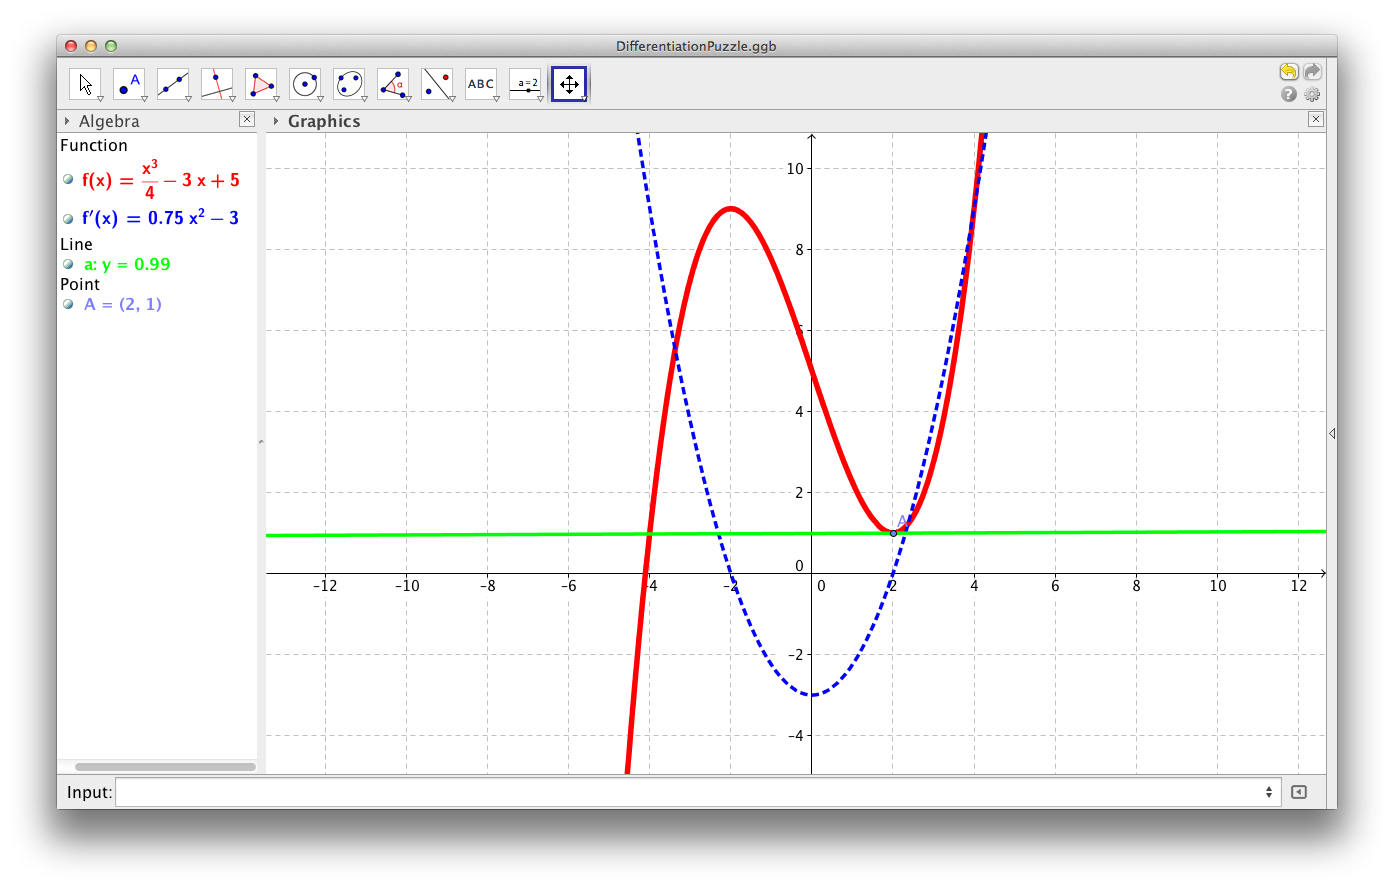 DifferentiationPuzzle.ggb
A
α
ABC
a=2
?
Algebra
Graphics
Function
f(x) = x³/4 − 3 x + 5
f′(x) = 0.75 x² − 3
Line
a: y = 0.99
Point
A = (2, 1)
10
8
6
4
2
0
−2
−4
−12 −10 −8 −6 −4 −2 0 2 4 6 8 10 12
A
Input: